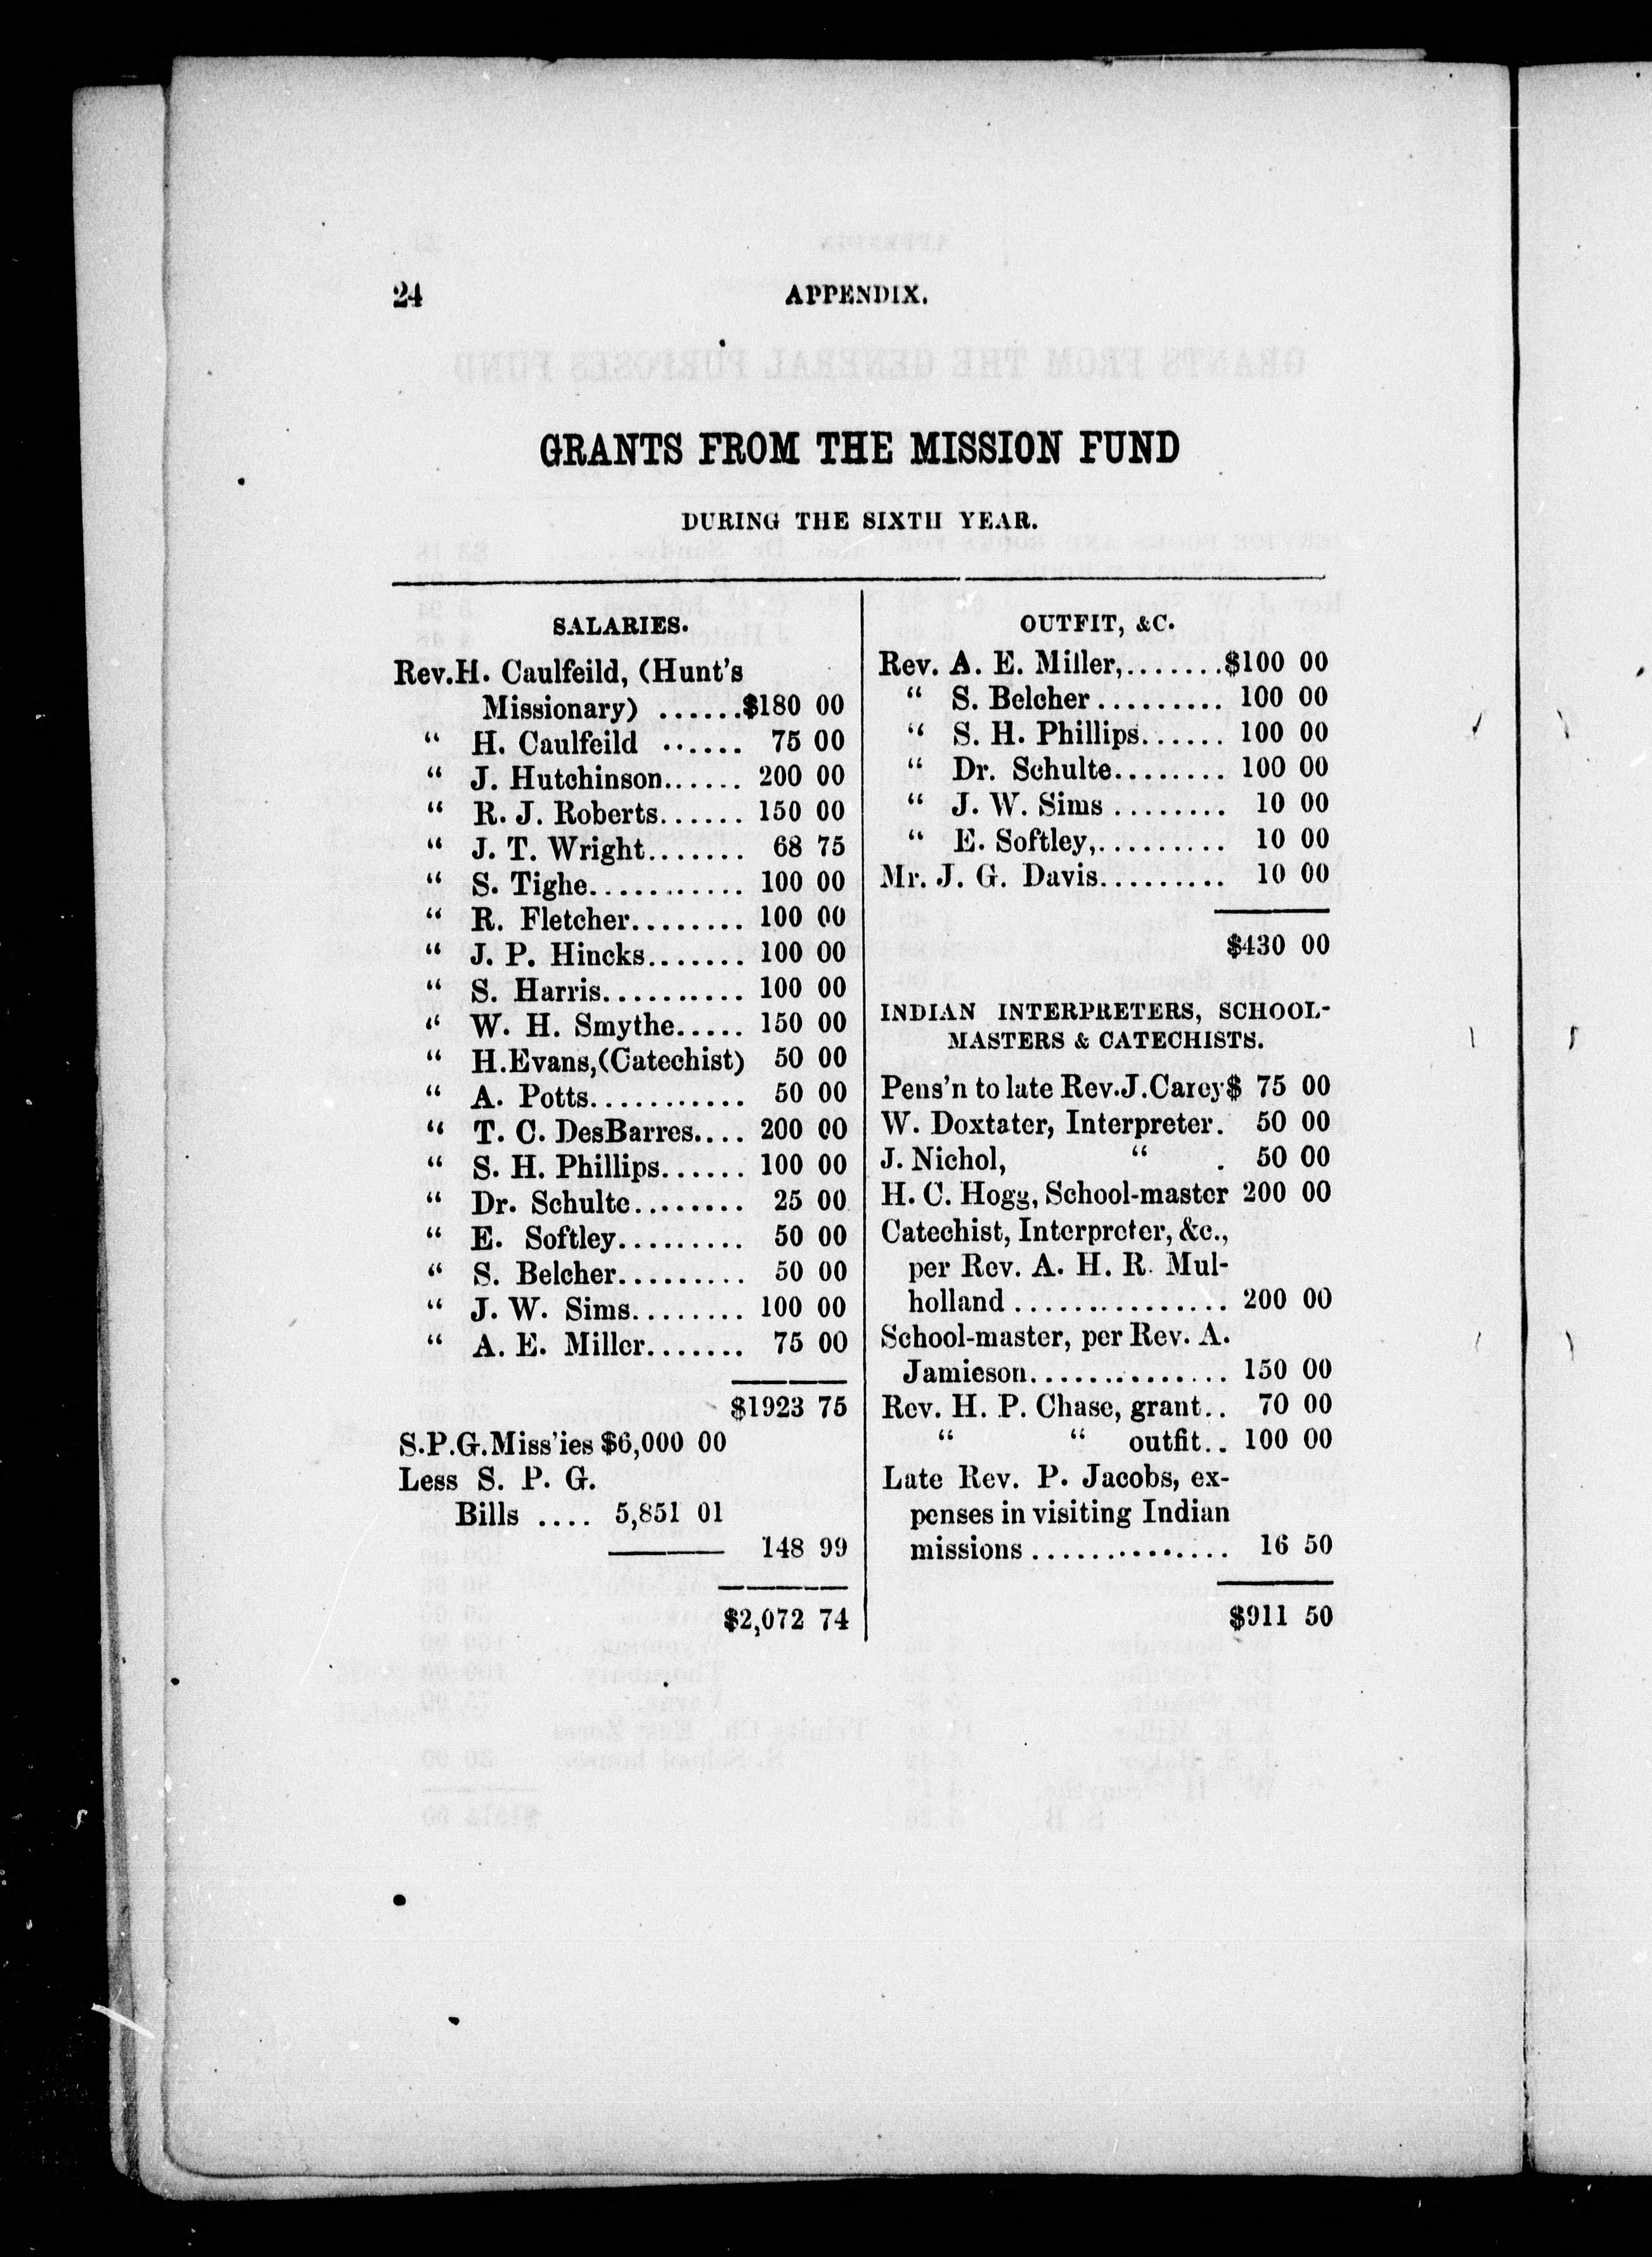 24
APPENDIX.
GRANTS FROM THE MISSION FUND
DURING THE SIXTH YEAR.
SALARIES.
Rev.H. Caulfeild, (Hunt's
Missionary) ......$180 00
“ H. Caulfeild ...... 75 00
“ J. Hutchinson...... 200 00
“ R. J. Roberts...... 150 00
“ J. T. Wright....... 68 75
“ S. Tighe........... 100 00
“ R. Fletcher........ 100 00
“ J. P. Hincks....... 100 00
“ S. Harris.......... 100 00
“ W. H. Smythe..... 150 00
“ H.Evans,(Catechist) 50 00
“ A. Potts........... 50 00
“ T. C. DesBarres.... 200 00
“ S. H. Phillips...... 100 00
“ Dr. Schulte........ 25 00
“ E. Softley......... 50 00
“ S. Belcher......... 50 00
“ J. W. Sims........ 100 00
“ A. E. Miller....... 75 00
$1923 75
S.P.G.Miss'ies $6,000 00
Less S. P. G.
Bills .... 5,851 01
148 99
$2,072 74
OUTFIT, &C.
Rev. A. E. Miller,.......$100 00
“ S. Belcher ......... 100 00
“ S. H. Phillips...... 100 00
“ Dr. Schulte........ 100 00
“ J. W. Sims ........ 10 00
“ E. Softley,......... 10 00
Mr. J. G. Davis......... 10 00
$430 00
INDIAN INTERPRETERS, SCHOOL-
MASTERS & CATECHISTS.
Pens'n to late Rev.J.Carey$ 75 00
W. Doxtater, Interpreter. 50 00
J. Nichol, “ . 50 00
H. C. Hogg, School-master 200 00
Catechist, Interpreter, &c.,
per Rev. A. H. R. Mul-
holland ............... 200 00
School-master, per Rev. A.
Jamieson.............. 150 00
Rev. H. P. Chase, grant.. 70 00
“ “ outfit.. 100 00
Late Rev. P. Jacobs, ex-
penses in visiting Indian
missions .............. 16 50
$911 50